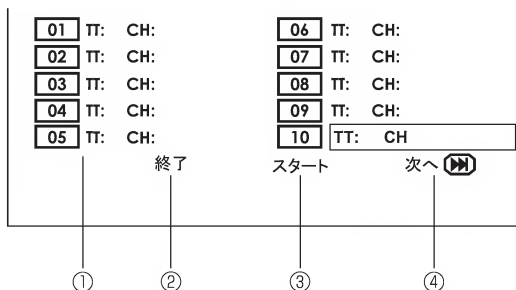 01 TT: CH: 06 TT: CH:
02 TT: CH: 07 TT: CH:
03 TT: CH: 08 TT: CH:
04 TT: CH: 09 TT: CH:
05 TT: CH: 10 TT: CH
終了 スタート 次へ
① ② ③ ④